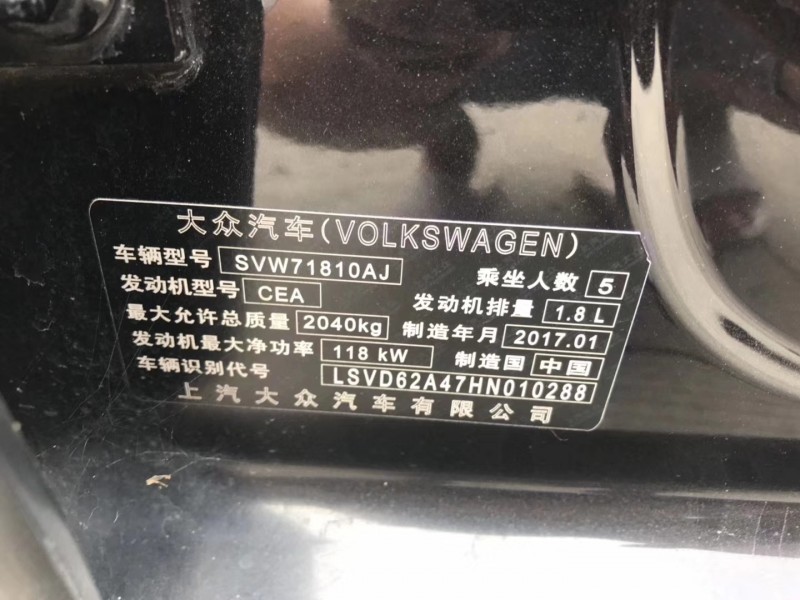 大众汽车(VOLKSWAGEN)
车辆型号 SVW71810AJ 乘坐人数 5
发动机型号 CEA 发动机排量 1.8 L
最大允许总质量 2040kg 制造年月 2017.01
发动机最大净功率 118 kW 制造国 中国
车辆识别代号 LSVD62A47HN010288
上汽大众汽车有限公司